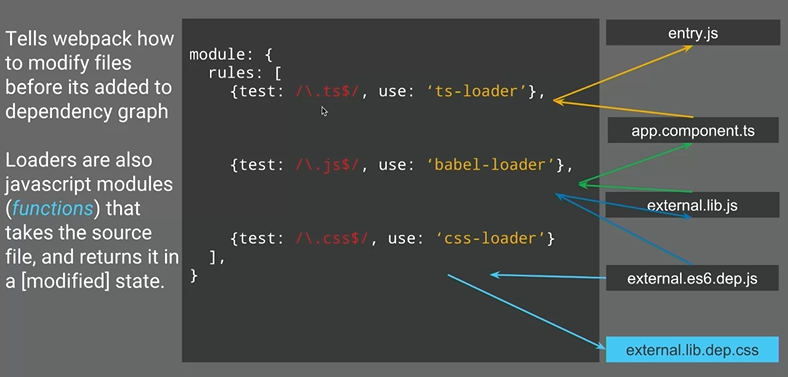 Tells webpack how
to modify files
before its added to
dependency graph
Loaders are also
javascript modules
(functions) that
takes the source
file, and returns it in
a [modified] state.
module: {
rules: [
{test: /\.ts$/, use: ‘ts-loader’},
{test: /\.js$/, use: ‘babel-loader’},
{test: /\.css$/, use: ‘css-loader’}
],
}
entry.js
app.component.ts
external.lib.js
external.es6.dep.js
external.lib.dep.css